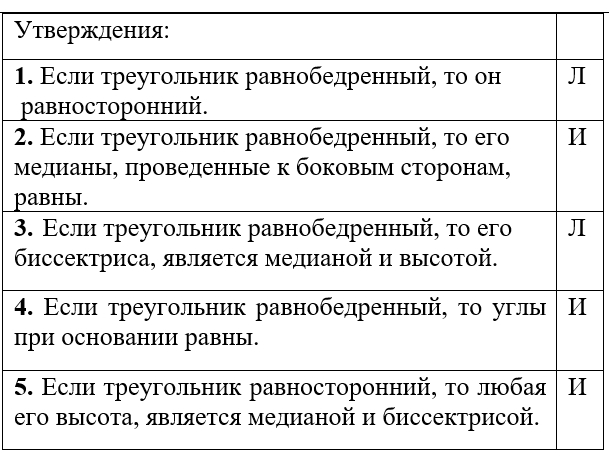 Утверждения:
1. Если треугольник равнобедренный, то он Л
равносторонний.
2. Если треугольник равнобедренный, то его И
медианы, проведенные к боковым сторонам,
равны.
3. Если треугольник равнобедренный, то его Л
биссектриса, является медианой и высотой.
4. Если треугольник равнобедренный, то углы И
при основании равны.
5. Если треугольник равносторонний, то любая И
его высота, является медианой и биссектрисой.